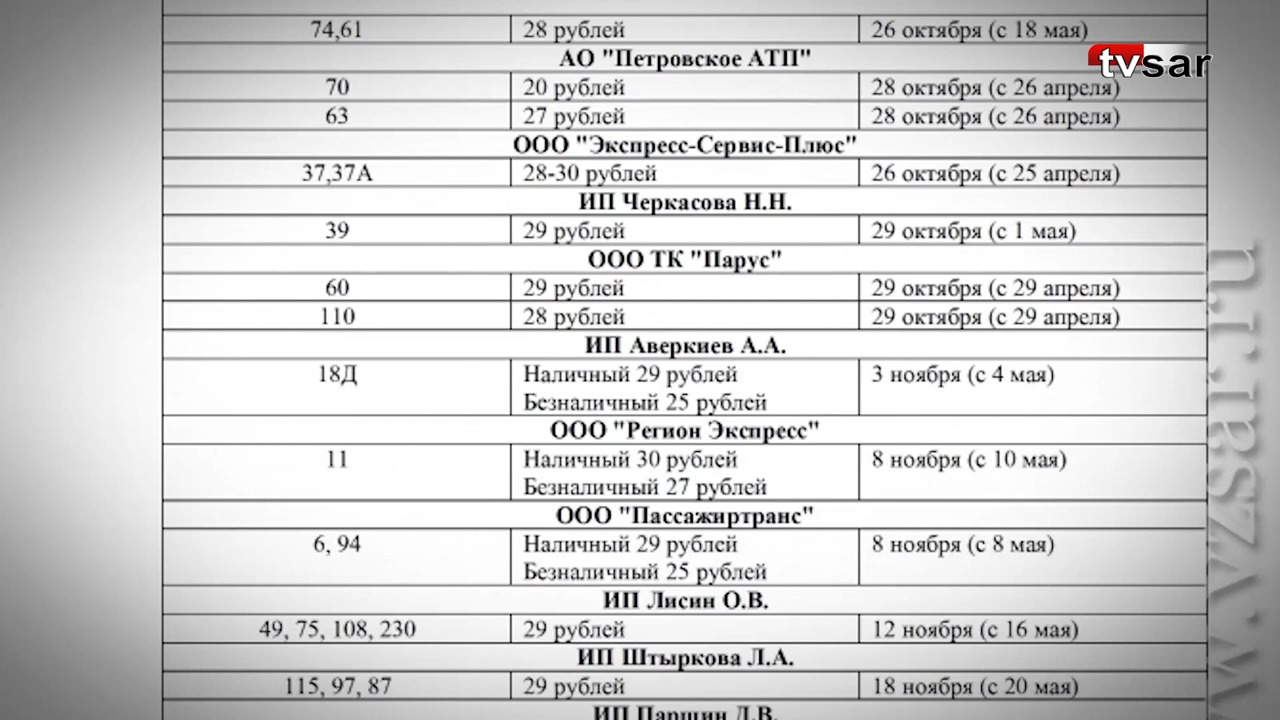 74,61 28 рублей 26 октября (с 18 мая)
АО "Петровское АТП"
tvsar
70 20 рублей 28 октября (с 26 апреля)
63 27 рублей 28 октября (с 26 апреля)
ООО "Экспресс-Сервис-Плюс"
37,37А 28-30 рублей 26 октября (с 25 апреля)
ИП Черкасова Н.Н.
39 29 рублей 29 октября (с 1 мая)
ООО ТК "Парус"
60 29 рублей 29 октября (с 29 апреля)
110 28 рублей 29 октября (с 29 апреля)
ИП Аверкиев А.А.
18Д Наличный 29 рублей 3 ноября (с 4 мая)
Безналичный 25 рублей
ООО "Регион Экспресс"
11 Наличный 30 рублей 8 ноября (с 10 мая)
Безналичный 27 рублей
ООО "Пассажиртранс"
6, 94 Наличный 29 рублей 8 ноября (с 8 мая)
Безналичный 25 рублей
ИП Лисин О.В.
49, 75, 108, 230 29 рублей 12 ноября (с 16 мая)
ИП Штыркова Л.А.
115, 97, 87 29 рублей 18 ноября (с 20 мая)
ИП Паршин Д.В.
w.vzsar.ru